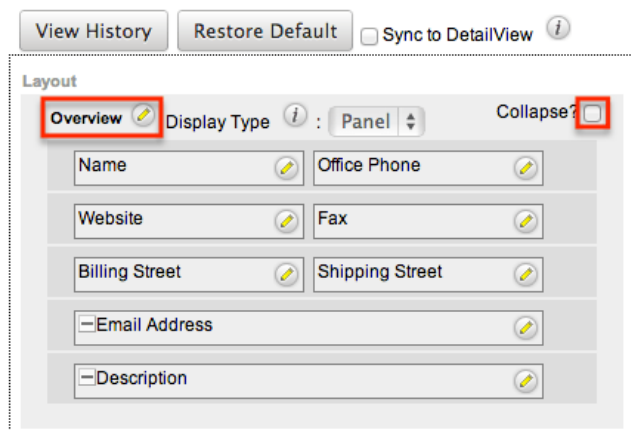 View History Restore Default Sync to DetailView i
Layout
Overview Display Type i : Panel Collapse?
Name Office Phone
Website Fax
Billing Street Shipping Street
Email Address
Description